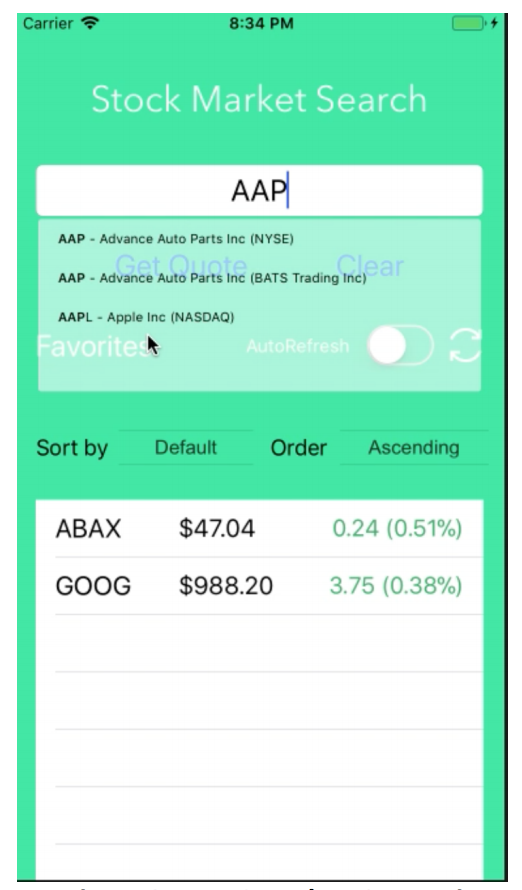 Carrier 8:34 PM
Stock Market Search
AAP
AAP - Advance Auto Parts Inc (NYSE)
Get Quote Clear
AAP - Advance Auto Parts Inc (BATS Trading Inc)
AAPL - Apple Inc (NASDAQ)
Favorites AutoRefresh
Sort by Default Order Ascending
ABAX $47.04 0.24 (0.51%)
GOOG $988.20 3.75 (0.38%)